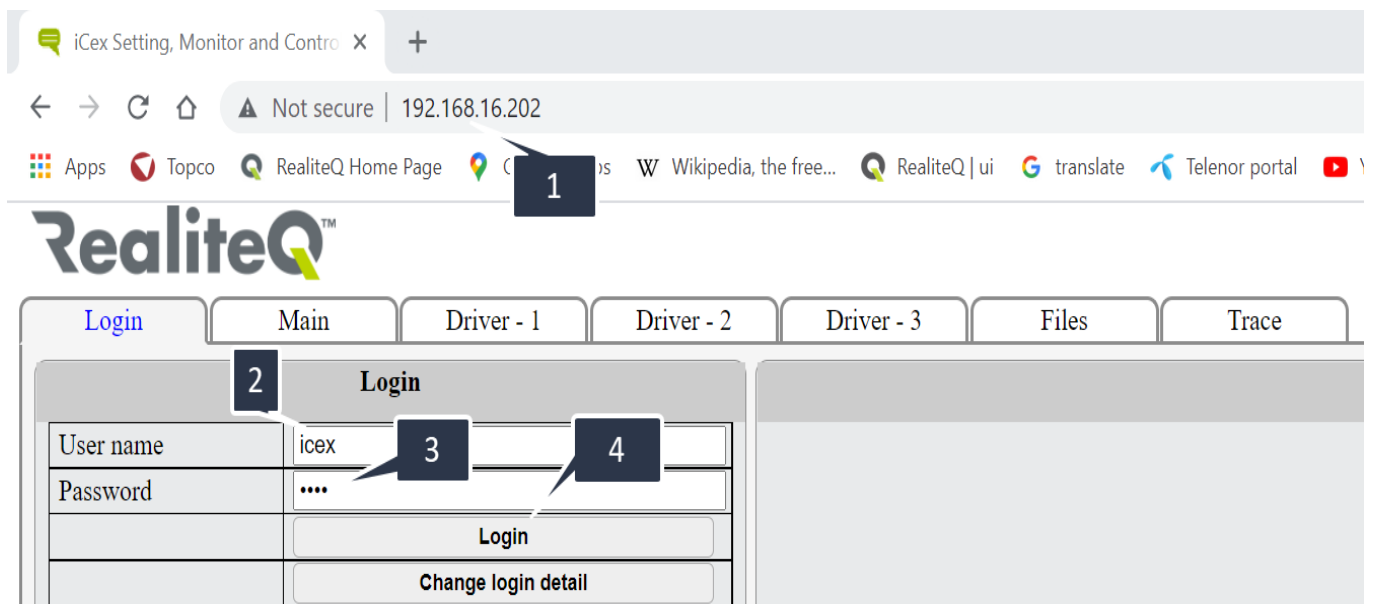 iCex Setting, Monitor and Contro
Not secure | 192.168.16.202
Apps Topco RealiteQ Home Page Wikipedia, the free... RealiteQ | ui translate Telenor portal
1
RealiteQ™
Login Main Driver - 1 Driver - 2 Driver - 3 Files Trace
2 Login
User name icex 3 4
Password ••••
Login
Change login detail